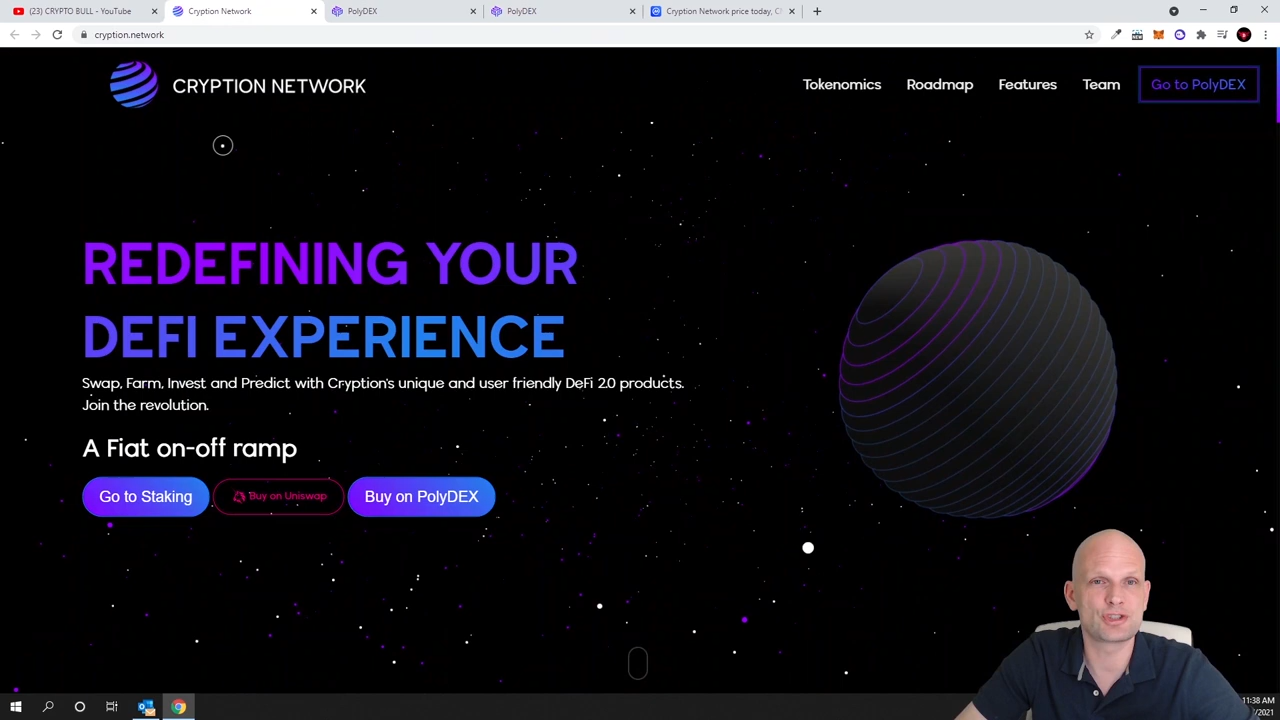 (23) CRYPTO BULL - YouTube
Cryption Network
PolyDEX
PolyDEX
Cryption Network price today,
cryption.network
CRYPTION NETWORK
Tokenomics
Roadmap
Features
Team
Go to PolyDEX
REDEFINING YOUR
DEFI EXPERIENCE
Swap, Farm, Invest and Predict with Cryption's unique and user friendly DeFi 2.0 products.
Join the revolution.
A Fiat on-off ramp
Go to Staking
Buy on Uniswap
Buy on PolyDEX
11:38 AM
/2021